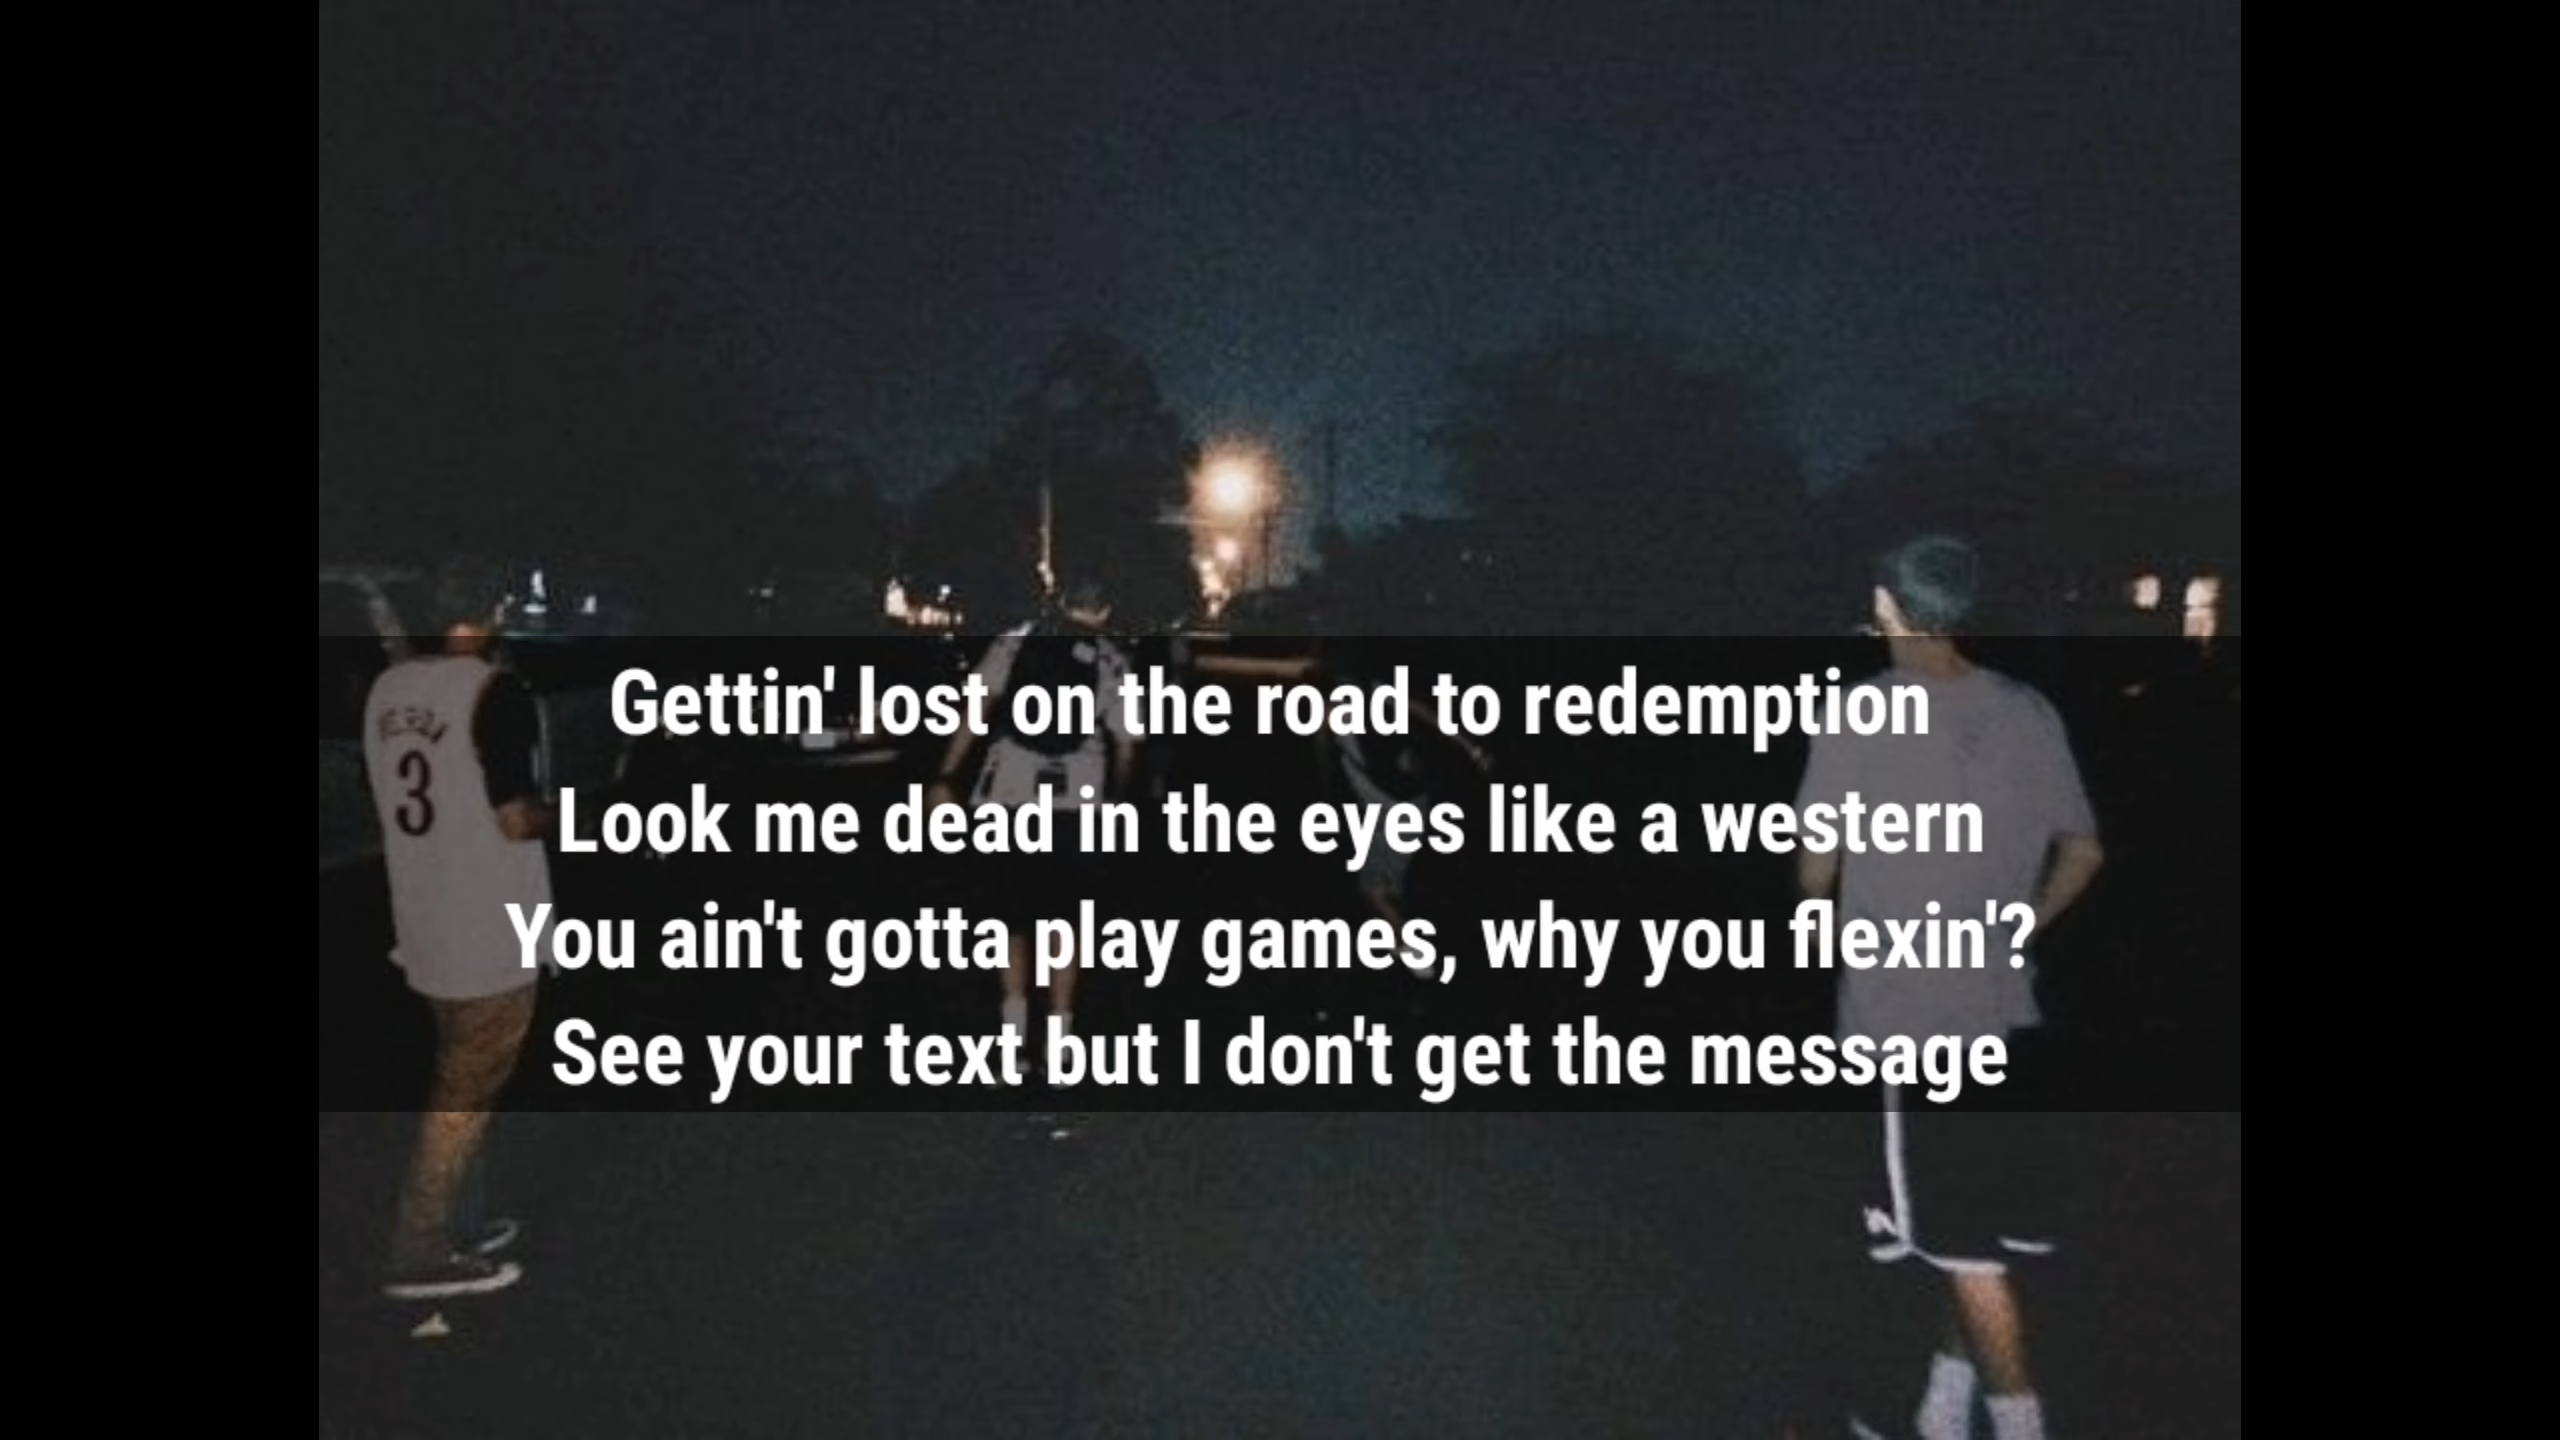 Gettin' lost on the road to redemption
Look me dead in the eyes like a western
You ain't gotta play games, why you flexin'?
See your text but I don't get the message
3